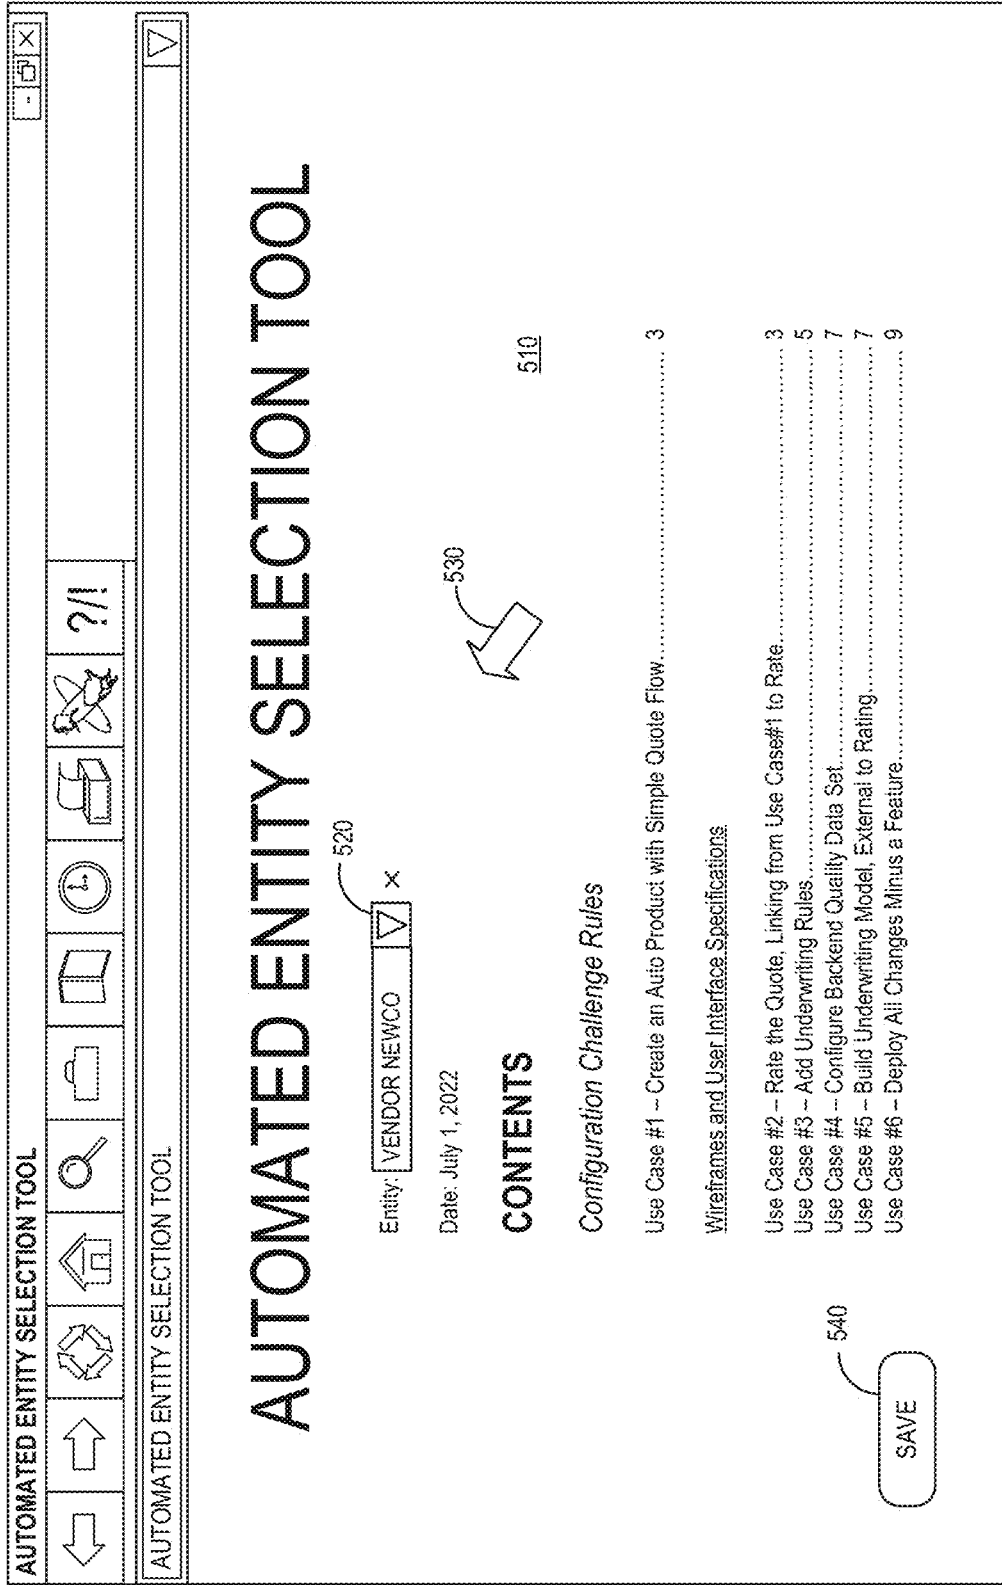 AUTOMATED ENTITY SELECTION TOOL
- X
?/!
AUTOMATED ENTITY SELECTION TOOL
AUTOMATED ENTITY SELECTION TOOL
520
Entity: VENDOR NEWCO X
Date: July 1, 2022
530
510
CONTENTS
Configuration Challenge Rules
Use Case #1 – Create an Auto Product with Simple Quote Flow.......... 3
Wireframes and User Interface Specifications
Use Case #2 – Rate the Quote, Linking from Use Case#1 to Rate.......... 3
Use Case #3 – Add Underwriting Rules.......... 5
Use Case #4 – Configure Backend Quality Data Set.......... 7
Use Case #5 – Build Underwriting Model, External to Rating.......... 7
Use Case #6 – Deploy All Changes Minus a Feature.......... 9
540
SAVE